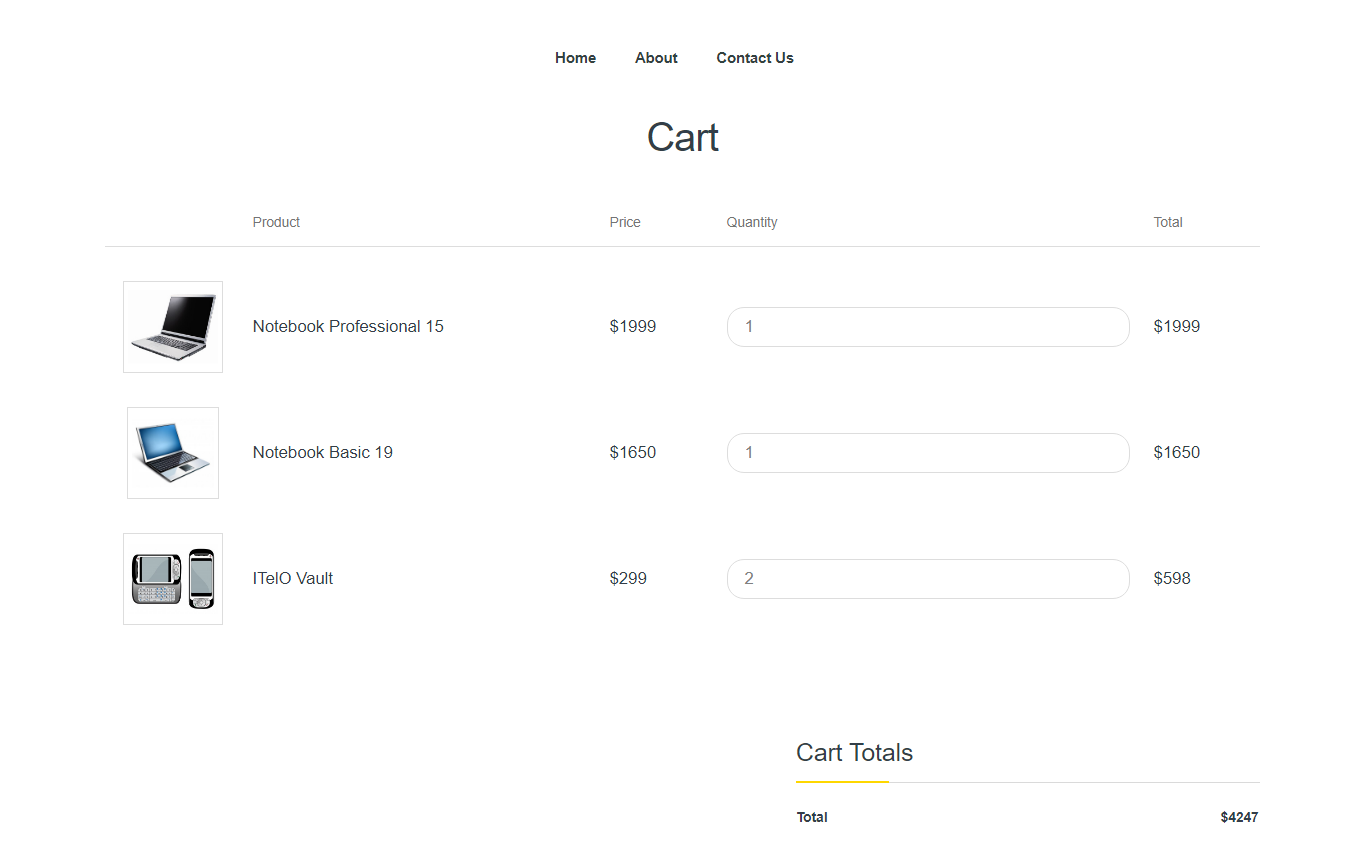 Home About Contact Us
Cart
Product Price Quantity Total
Notebook Professional 15 $1999 1 $1999
Notebook Basic 19 $1650 1 $1650
ITelO Vault $299 2 $598
Cart Totals
Total $4247